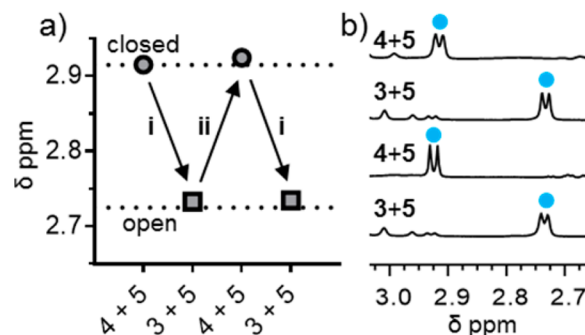 a)
closed
2.9
2.8
2.7
δ ppm
i
ii
i
open
4 + 5
3 + 5
4 + 5
3 + 5
b)
4+5
3+5
4+5
3+5
3.0 2.9 2.8 2.7
δ ppm